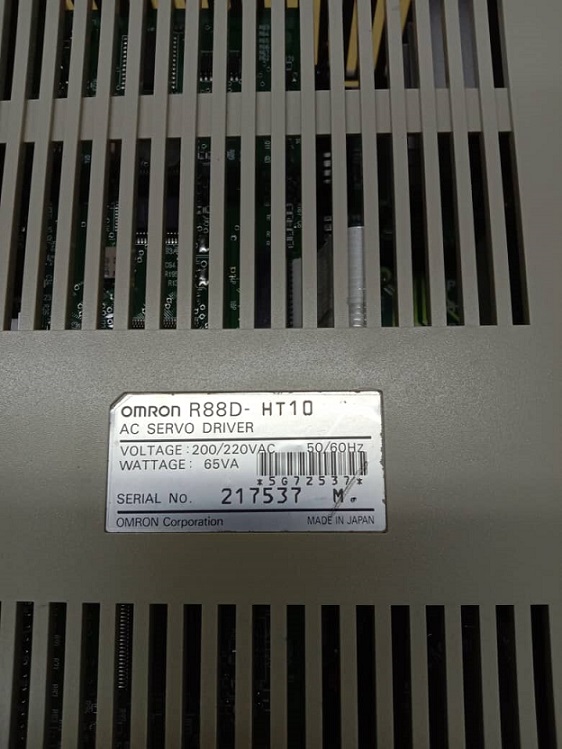 omron R88D- HT10
AC SERVO DRIVER
VOLTAGE: 200/220VAC 50/60Hz
WATTAGE: 65VA
*5G72537*
SERIAL No. 217537 M.
OMRON Corporation MADE IN JAPAN